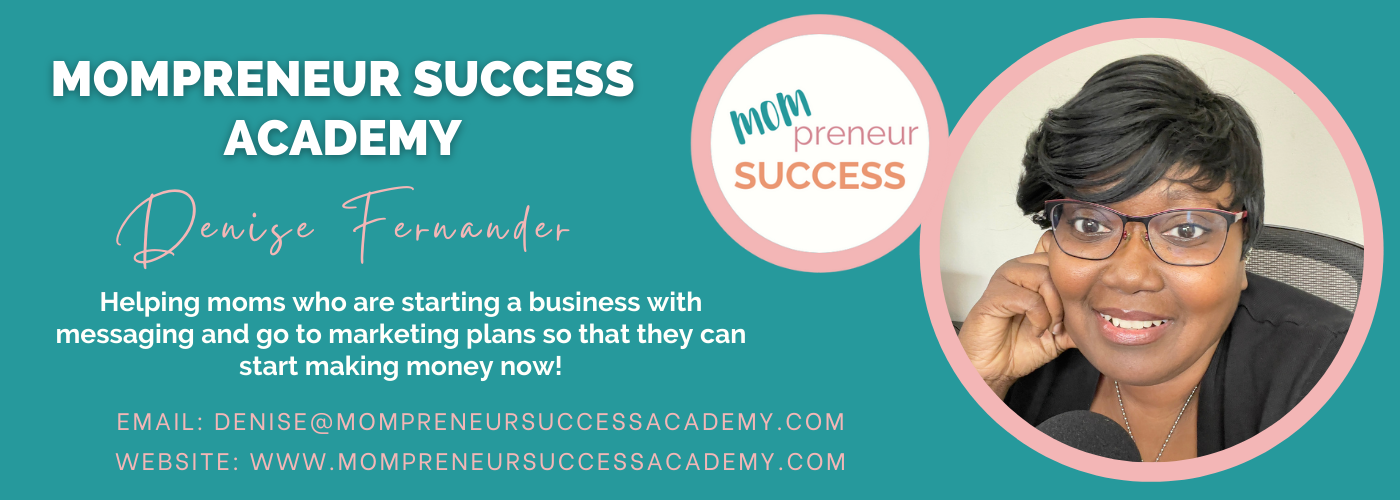 MOMPRENEUR SUCCESS
ACADEMY
Denise Fernander
Helping moms who are starting a business with
messaging and go to marketing plans so that they can
start making money now!
EMAIL: DENISE@MOMPRENEURSUCCESSACADEMY.COM
WEBSITE: WWW.MOMPRENEURSUCCESSACADEMY.COM
mom
preneur
SUCCESS